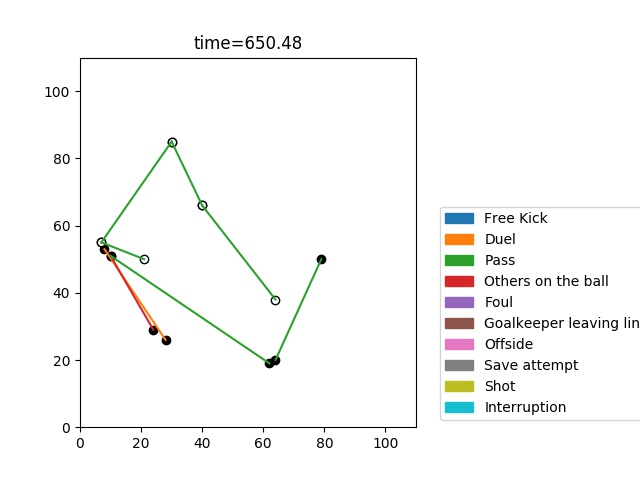 time=650.48
100
80
60
40
20
0
0 20 40 60 80 100
Free Kick
Duel
Pass
Others on the ball
Foul
Goalkeeper leaving lin
Offside
Save attempt
Shot
Interruption